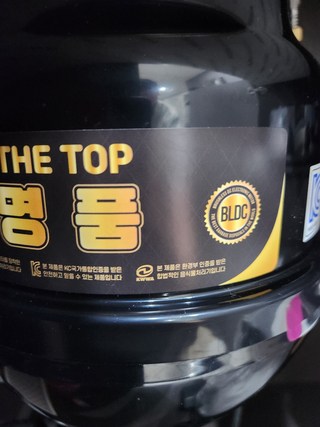 THE TOP
명품
BLDC
본 제품은 KC국가통합인증을 받은
안전하고 믿을 수 있는 제품입니다
본 제품은 환경부 인증을 받은
합법적인 음식물처리기입니다